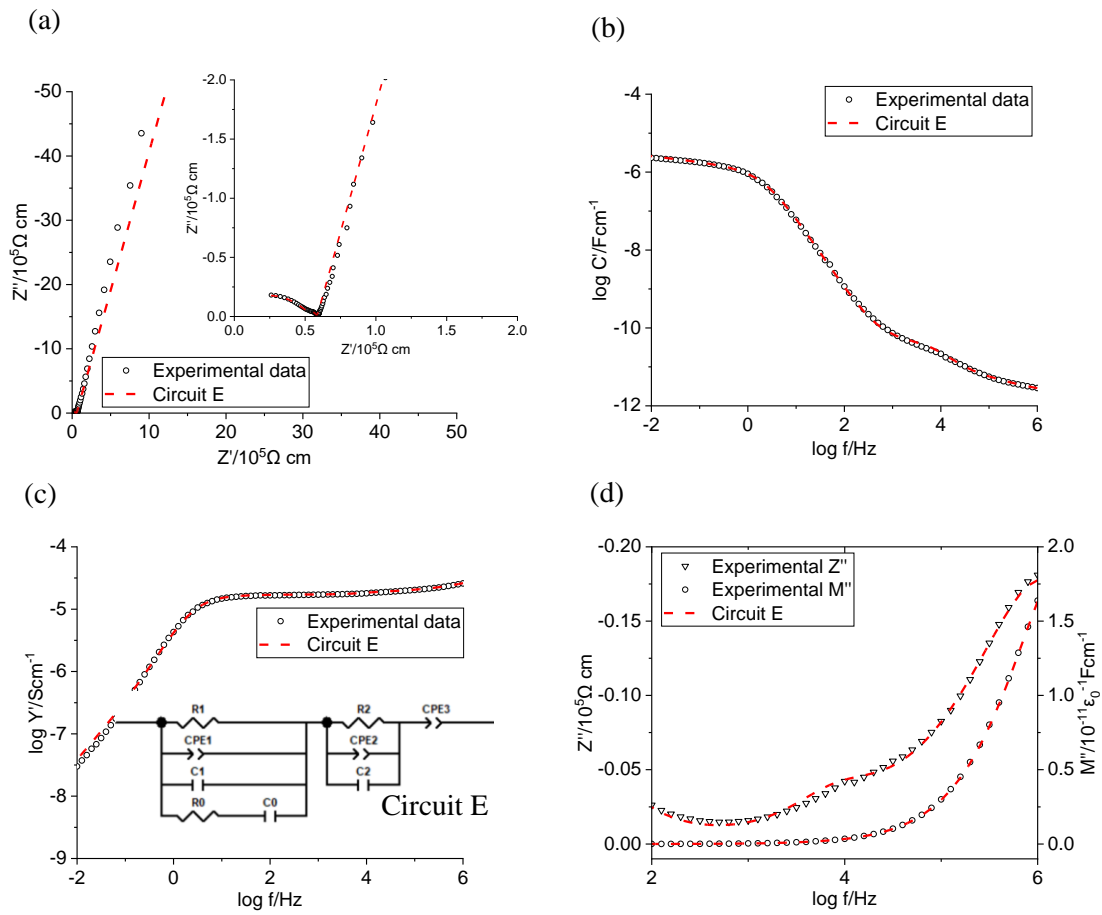 (a)
Z''/10⁵Ω cm
-50
-40
-30
-20
-10
0
0 10 20 30 40 50
Z'/10⁵Ω cm
Experimental data
Circuit E
Z''/10⁵Ω cm
-2.0
-1.5
-1.0
-0.5
0.0
0.0 0.5 1.0 1.5 2.0
Z'/10⁵Ω cm
(b)
log C'/Fcm⁻¹
-4
-6
-8
-10
-12
-2 0 2 4 6
log f/Hz
Experimental data
Circuit E
(c)
log Y'/Scm⁻¹
-4
-5
-6
-7
-8
-9
-2 0 2 4 6
log f/Hz
Experimental data
Circuit E
R1
CPE1
C1
R0 C0
R2
CPE2
C2
CPE3
Circuit E
(d)
Z''/10⁵Ω cm
-0.20
-0.15
-0.10
-0.05
0.00
2 3 4 5 6
log f/Hz
Experimental Z''
Experimental M''
Circuit E
2.0
1.5
1.0
0.5
0.0
M''/10⁻¹¹ε₀⁻¹Fcm⁻¹